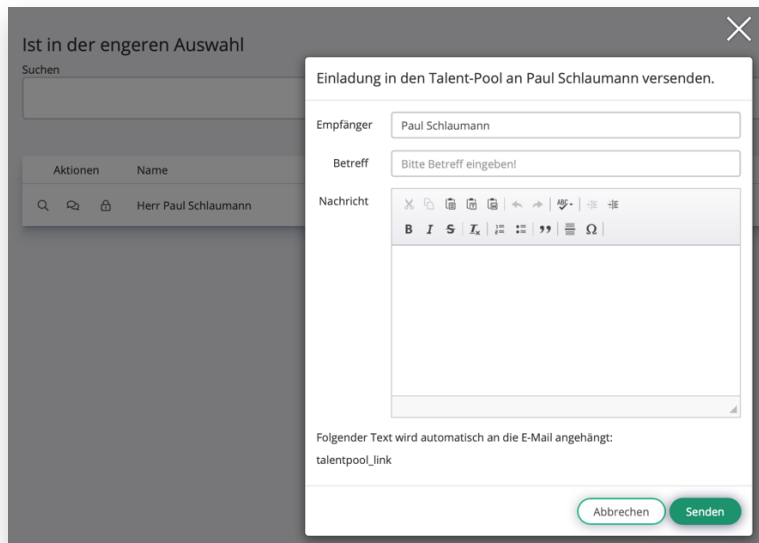 Ist in der engeren Auswahl
Suchen
Aktionen Name
Herr Paul Schlaumann
Einladung in den Talent-Pool an Paul Schlaumann versenden.
Empfänger Paul Schlaumann
Betreff Bitte Betreff eingeben!
Nachricht
ABC
B I S Tx Ω
Folgender Text wird automatisch an die E-Mail angehängt:
talentpool_link
Abbrechen Senden